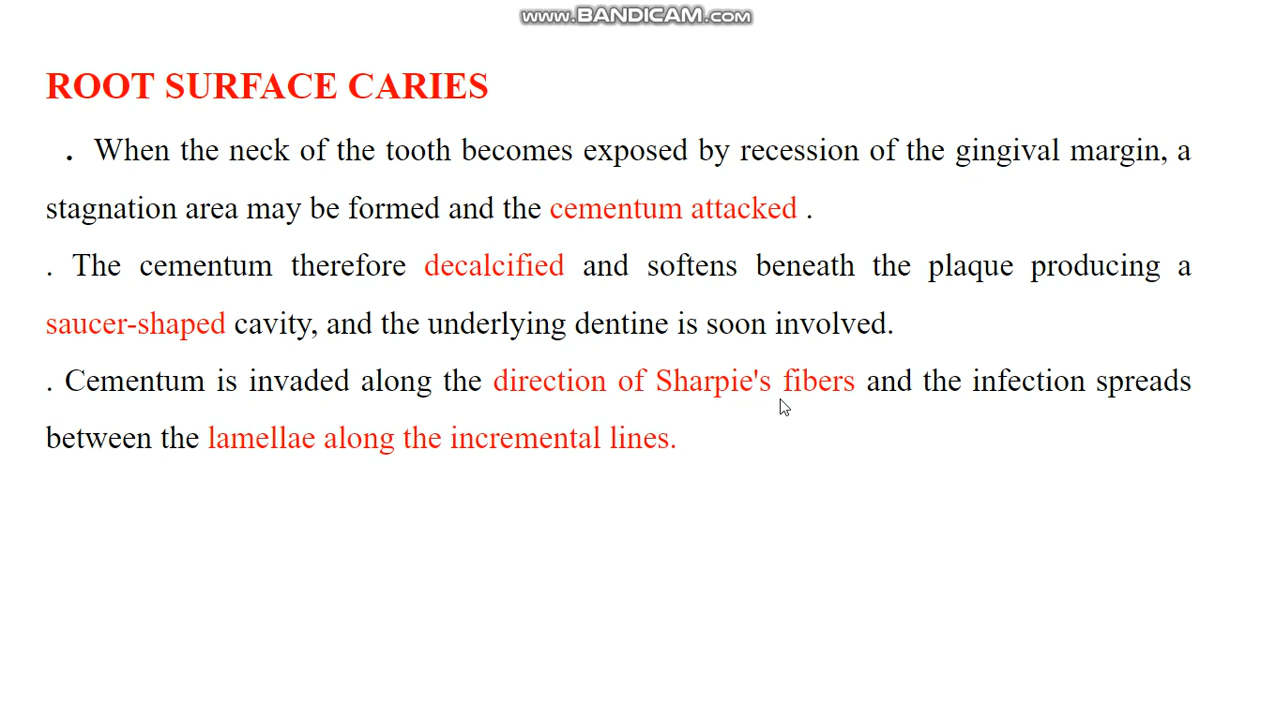 www.BANDICAM.com
ROOT SURFACE CARIES
. When the neck of the tooth becomes exposed by recession of the gingival margin, a
stagnation area may be formed and the cementum attacked .
. The cementum therefore decalcified and softens beneath the plaque producing a
saucer-shaped cavity, and the underlying dentine is soon involved.
. Cementum is invaded along the direction of Sharpie's fibers and the infection spreads
between the lamellae along the incremental lines.